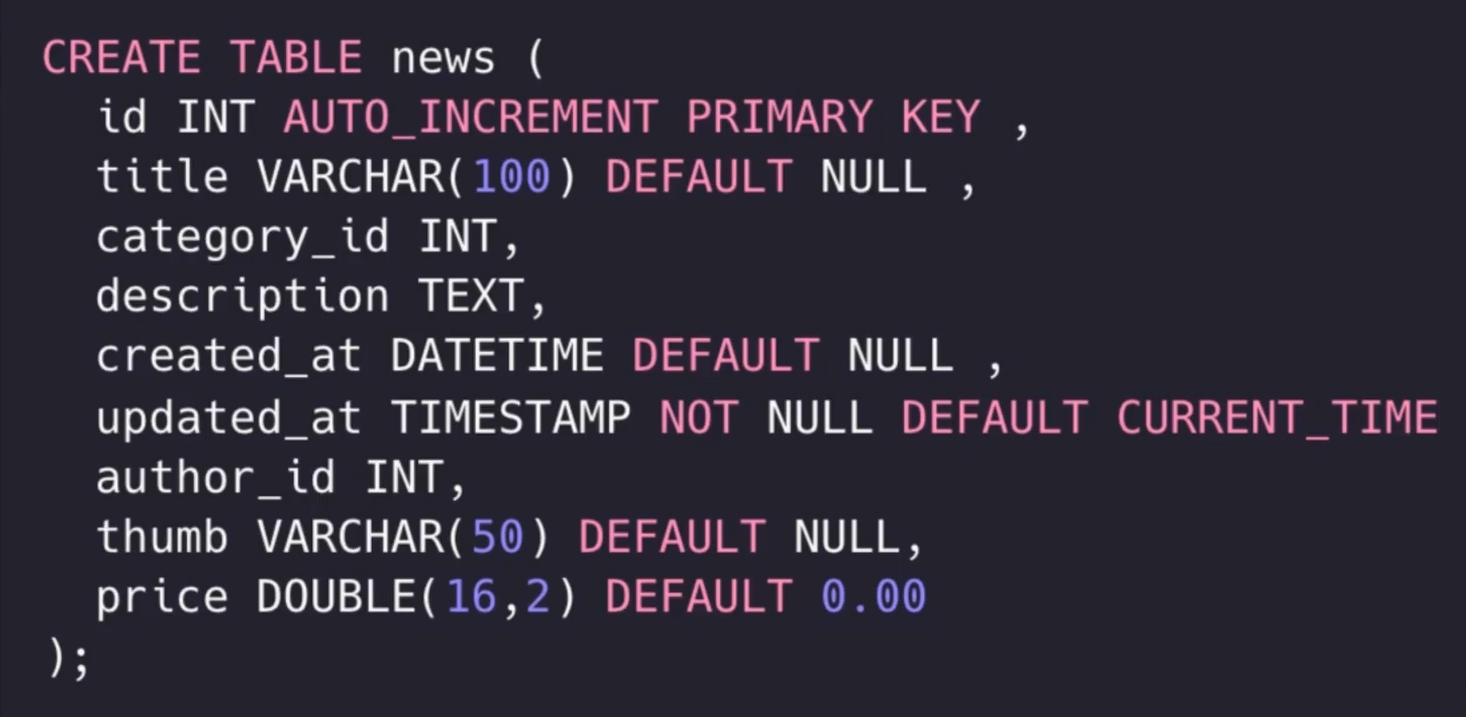 CREATE TABLE news (
  id INT AUTO_INCREMENT PRIMARY KEY ,
  title VARCHAR(100) DEFAULT NULL ,
  category_id INT,
  description TEXT,
  created_at DATETIME DEFAULT NULL ,
  updated_at TIMESTAMP NOT NULL DEFAULT CURRENT_TIME
  author_id INT,
  thumb VARCHAR(50) DEFAULT NULL,
  price DOUBLE(16,2) DEFAULT 0.00
);